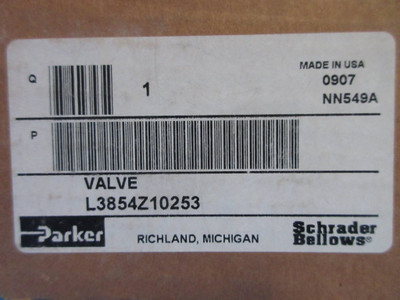 MADE IN USA
Q 1 0907
NN549A
P
VALVE
L3854Z10253
Parker RICHLAND, MICHIGAN Schrader
Bellows®